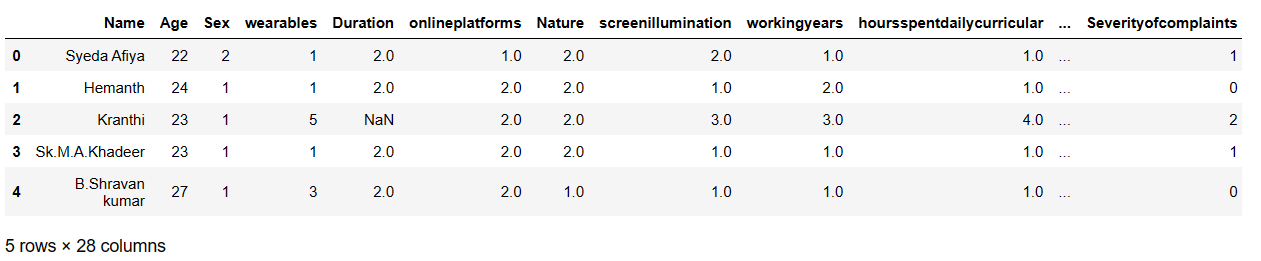 Name Age Sex wearables Duration onlineplatforms Nature screenillumination workingyears hoursspentdailycurricular ... Severityofcomplaints
0 Syeda Afiya 22 2 1 2.0 1.0 2.0 2.0 1.0 1.0 ... 1
1 Hemanth 24 1 1 2.0 2.0 2.0 1.0 2.0 1.0 ... 0
2 Kranthi 23 1 5 NaN 2.0 2.0 3.0 3.0 4.0 ... 2
3 Sk.M.A.Khadeer 23 1 1 2.0 2.0 2.0 1.0 1.0 1.0 ... 1
4 B.Shravan kumar 27 1 3 2.0 2.0 1.0 1.0 1.0 1.0 ... 0
5 rows × 28 columns